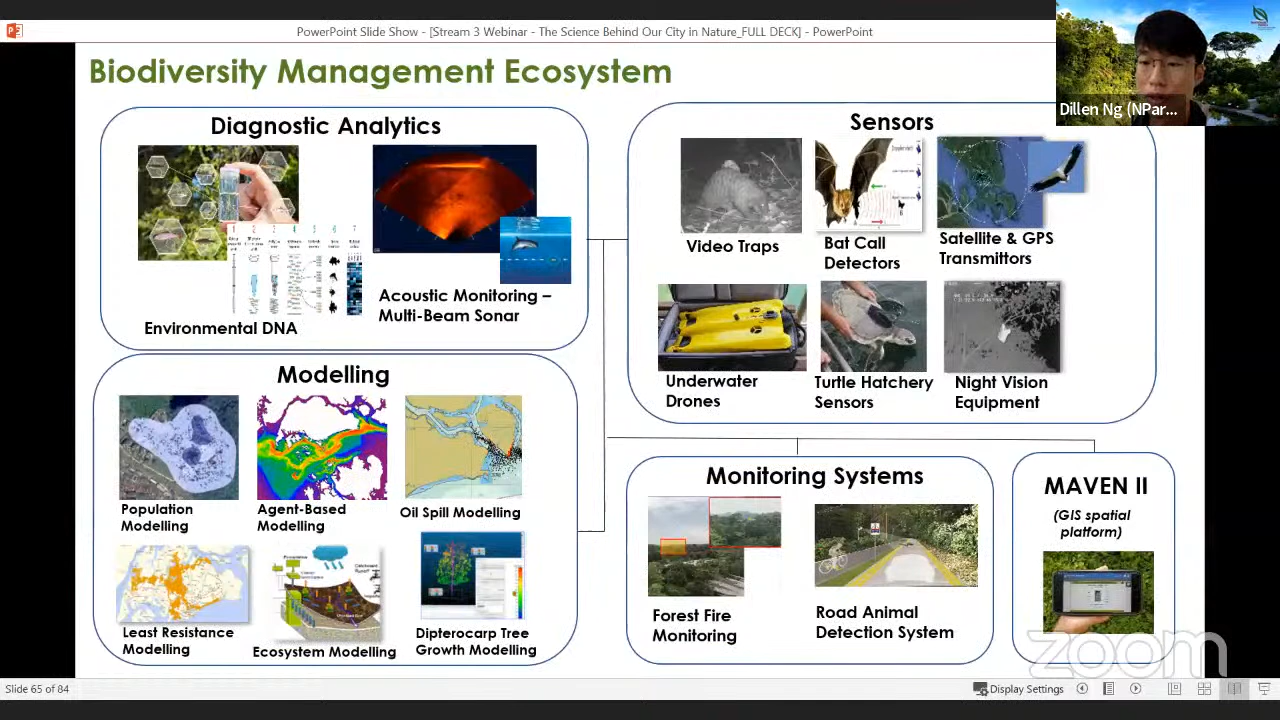 PowerPoint Slide Show - [Stream 3 Webinar - The Science Behind Our City in Nature_FULL DECK] - PowerPoint
Dillen Ng (NPar...
Biodiversity Management Ecosystem
Diagnostic Analytics
Environmental DNA
Acoustic Monitoring –
Multi-Beam Sonar
Sensors
Video Traps
Bat Call
Detectors
Satellite & GPS
Transmittors
Underwater
Drones
Turtle Hatchery
Sensors
Night Vision
Equipment
Modelling
Population
Modelling
Agent-Based
Modelling
Oil Spill Modelling
Least Resistance
Modelling
Ecosystem Modelling
Dipterocarp Tree
Growth Modelling
Monitoring Systems
Forest Fire
Monitoring
Road Animal
Detection System
MAVEN II
(GIS spatial
platform)
zoom
Slide 65 of 84
Display Settings